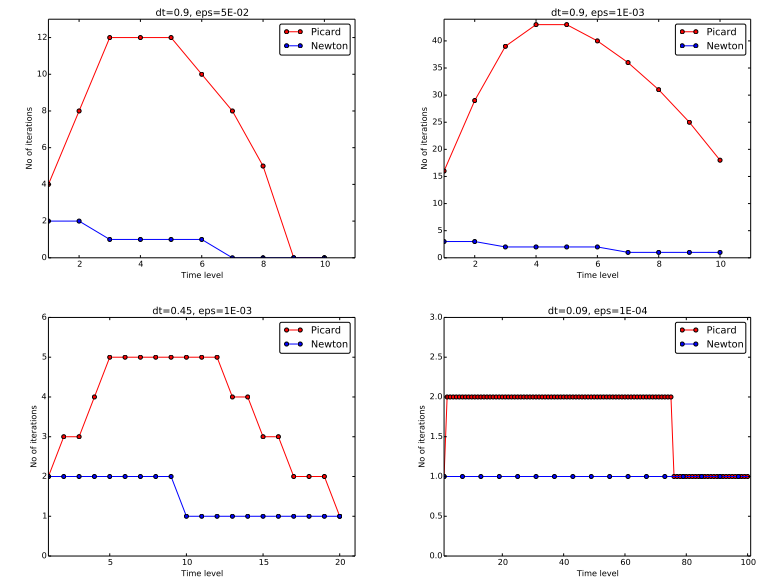 dt=0.9, eps=5E-02
Picard
Newton
No of iterations
0
2
4
6
8
10
12
2
4
6
8
10
Time level
dt=0.9, eps=1E-03
Picard
Newton
No of iterations
0
5
10
15
20
25
30
35
40
2
4
6
8
10
Time level
dt=0.45, eps=1E-03
Picard
Newton
No of iterations
0
1
2
3
4
5
6
5
10
15
20
Time level
dt=0.09, eps=1E-04
Picard
Newton
No of iterations
0.0
0.5
1.0
1.5
2.0
2.5
3.0
20
40
60
80
100
Time level